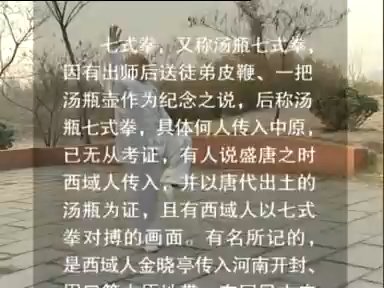 七式拳，又称汤瓶七式拳，
因有出师后送徒弟皮鞭、一把
汤瓶壶作为纪念之说，后称汤
瓶七式拳，具体何人传入中原，
已无从考证，有人说盛唐之时
西域人传入，并以唐代出土的
汤瓶为证，且有西域人以七式
拳对搏的画面。有名所记的，
是西域人金晓亭传入河南开封、